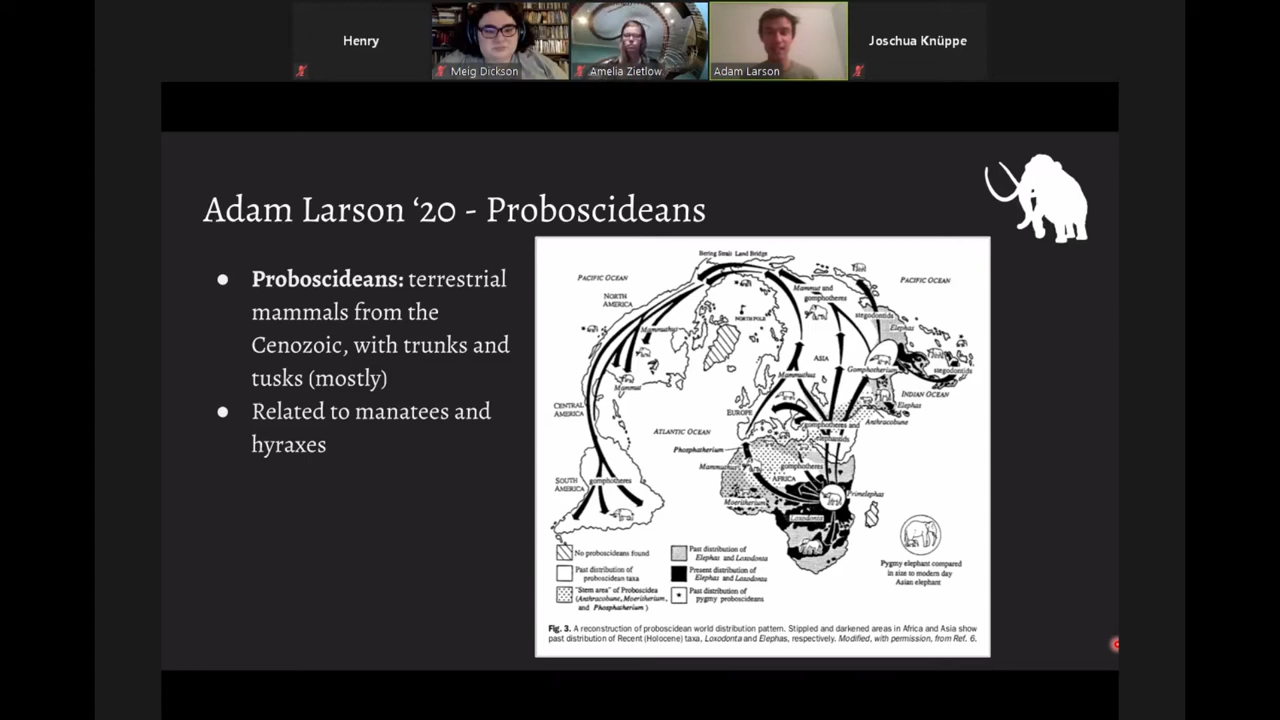 Henry
Meig Dickson
Amelia Zietlow
Adam Larson
Joschua Knüppe
Adam Larson ‘20 - Proboscideans
● Proboscideans: terrestrial
mammals from the
Cenozoic, with trunks and
tusks (mostly)
● Related to manatees and
hyraxes
Bering Strait Land Bridge
PACIFIC OCEAN
PACIFIC OCEAN
NORTH
AMERICA
Mammut and
gomphotheres
NORTH POLE
stegodontids
Elephas
Mammuthus
ASIA
Gomphotherium
stegodontids
Mammuthus
Mammut
INDIAN OCEAN
CENTRAL
AMERICA
EUROPE
Elephas
Anthracobune
gomphotheres and
elephantids
ATLANTIC OCEAN
Phosphatherium
Mammuthus
gomphotheres
AFRICA
SOUTH
AMERICA
gomphotheres
Primelephas
Moeritherium
Loxodonta
No proboscideans found
Past distribution of
proboscidean taxa
"Stem area" of Proboscidea
(Anthracobune, Moeritherium,
and Phosphatherium)
Past distribution of
Elephas and Loxodonta
Present distribution of
Elephas and Loxodonta
Past distribution of
pygmy proboscideans
Pygmy elephant compared
in size to modern day
Asian elephant
Fig. 3. A reconstruction of proboscidean world distribution pattern. Stippled and darkened areas in Africa and Asia show
past distribution of Recent (Holocene) taxa, Loxodonta and Elephas, respectively. Modified, with permission, from Ref. 6.